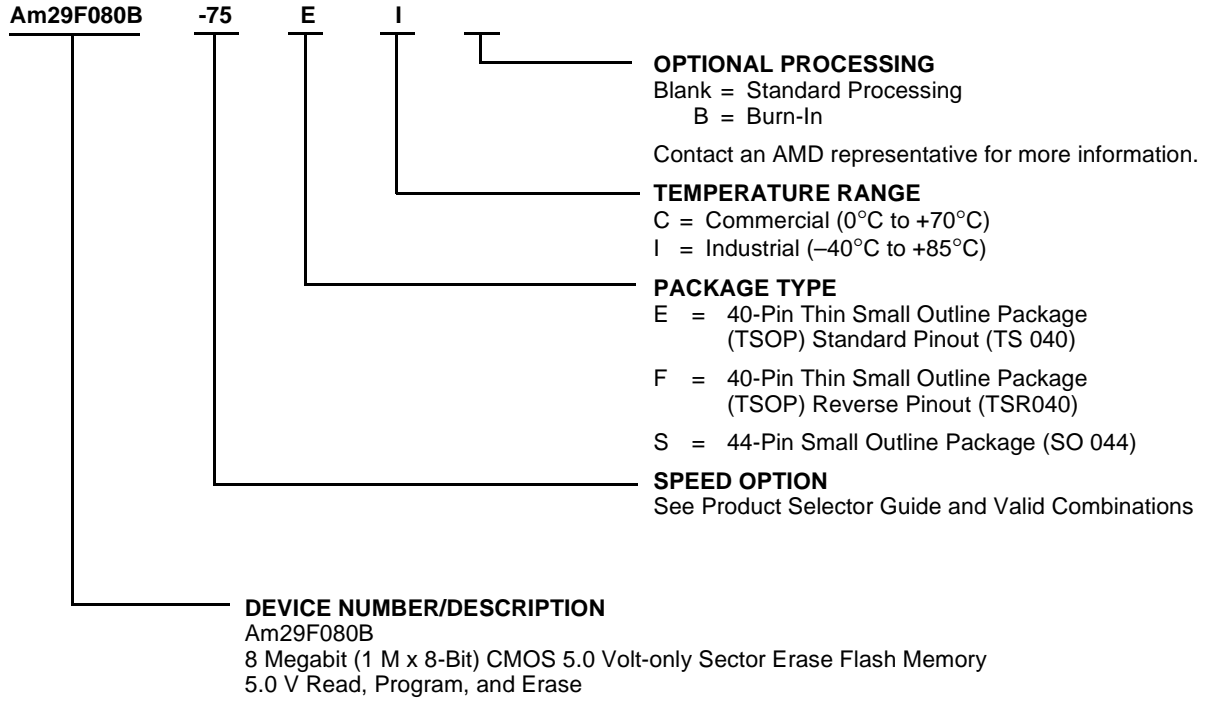 Am29F080B -75 E I
OPTIONAL PROCESSING
Blank = Standard Processing
B = Burn-In
Contact an AMD representative for more information.
TEMPERATURE RANGE
C = Commercial (0°C to +70°C)
I = Industrial (–40°C to +85°C)
PACKAGE TYPE
E = 40-Pin Thin Small Outline Package
(TSOP) Standard Pinout (TS 040)
F = 40-Pin Thin Small Outline Package
(TSOP) Reverse Pinout (TSR040)
S = 44-Pin Small Outline Package (SO 044)
SPEED OPTION
See Product Selector Guide and Valid Combinations
DEVICE NUMBER/DESCRIPTION
Am29F080B
8 Megabit (1 M x 8-Bit) CMOS 5.0 Volt-only Sector Erase Flash Memory
5.0 V Read, Program, and Erase